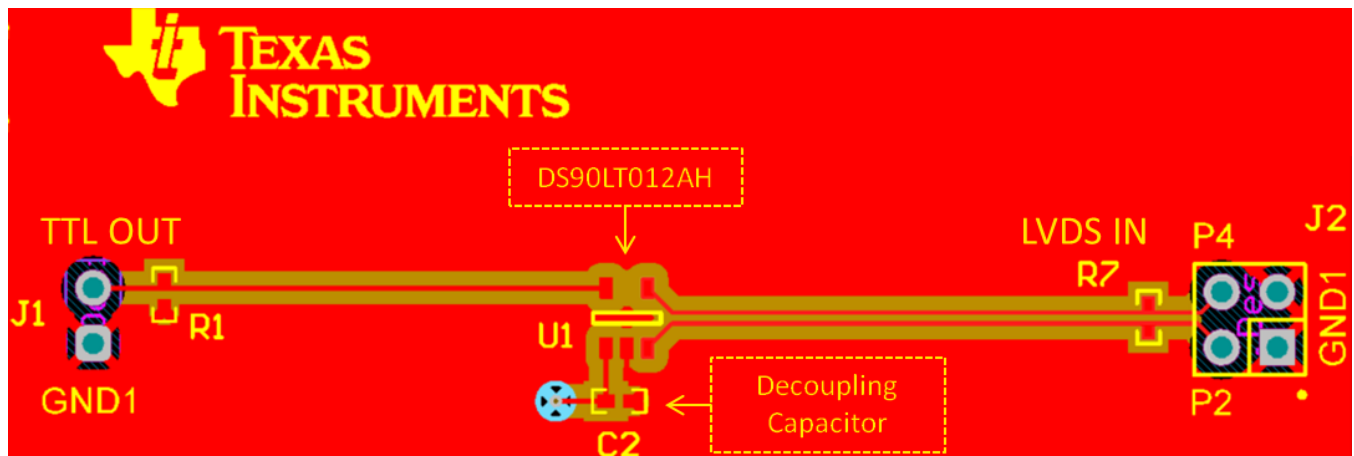 TEXAS
INSTRUMENTS
DS90LT012AH
TTL OUT
LVDS IN
P4
J2
R7
J1
R1
U1
GND1
GND1
Decoupling
Capacitor
P2
C2